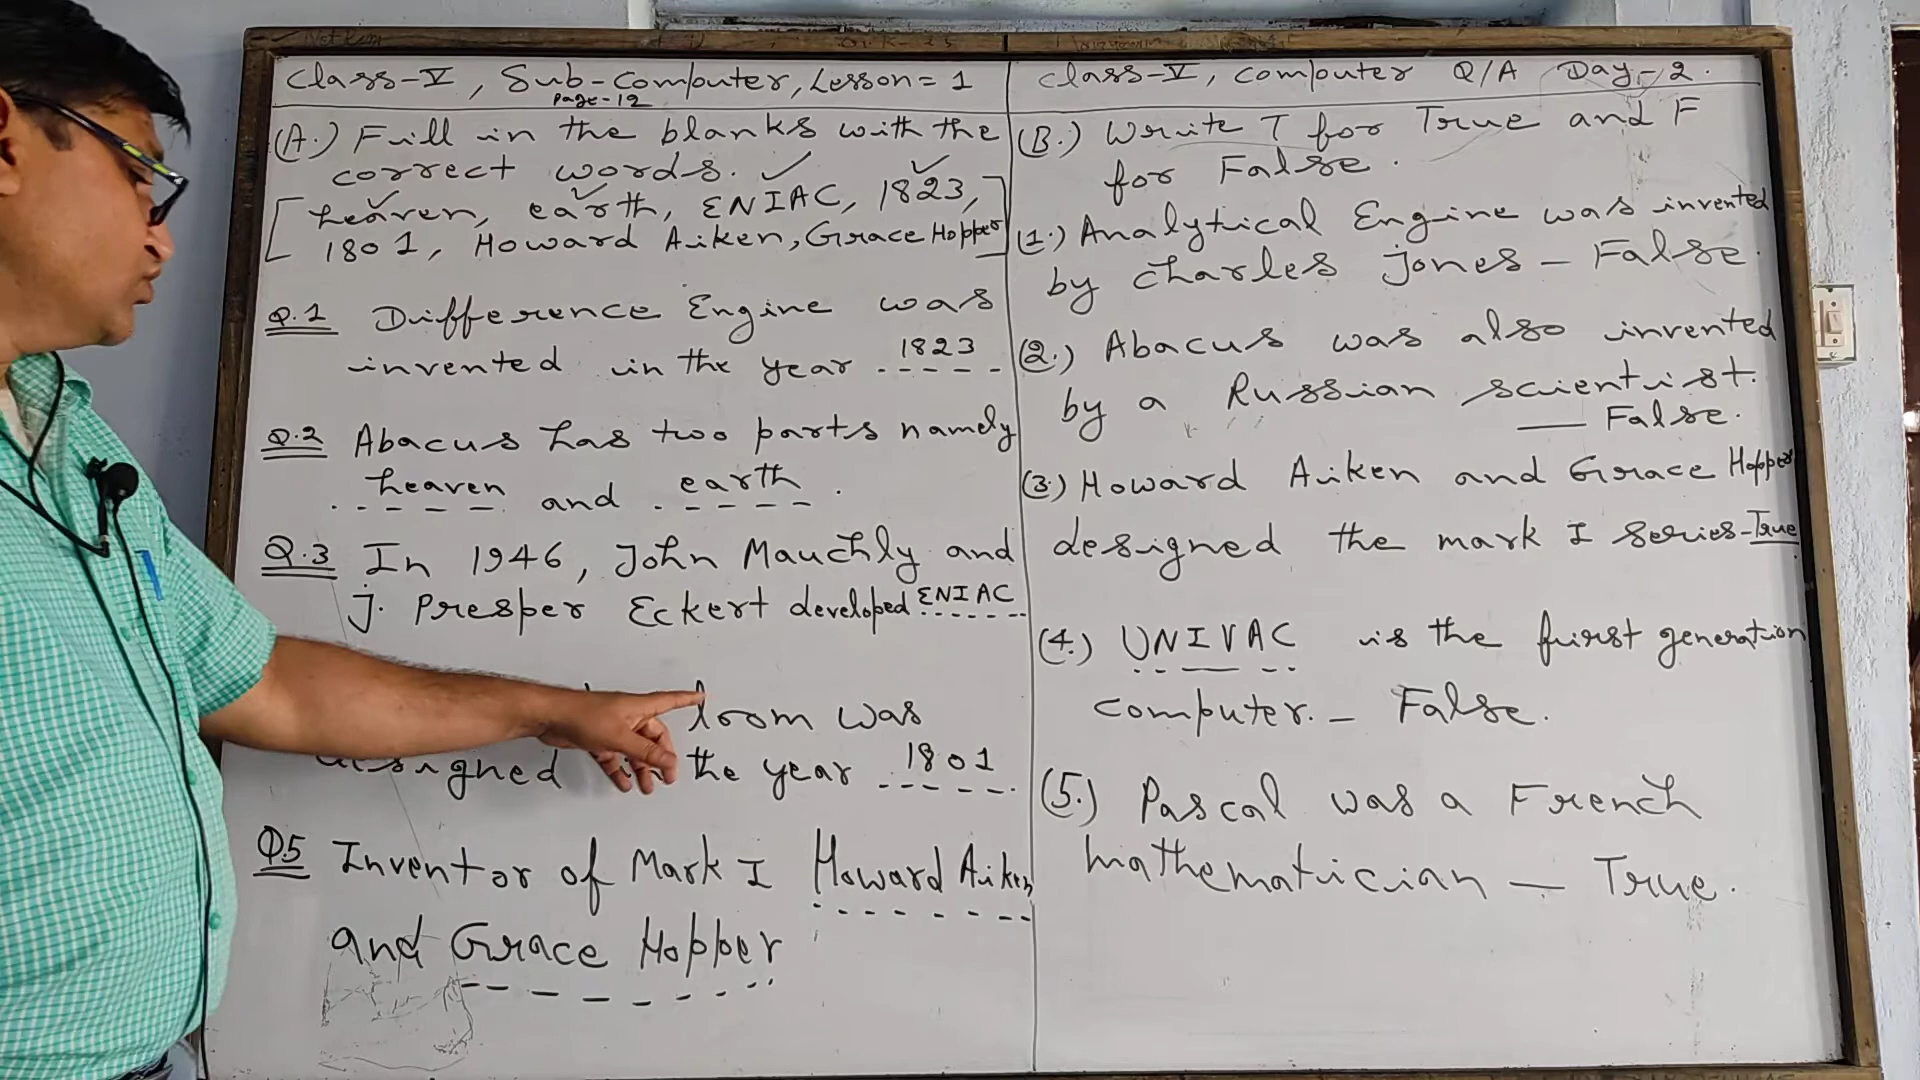 Class-V, Sub-Computer, Lesson=1
Page-12
(A.) Fill in the blanks with the
correct words.
[heaven, earth, ENIAC, 1823,
1801, Howard Aiken, Grace Hopper]
Q.1 Difference Engine was
invented in the year 1823
Q.2 Abacus has two parts namely
heaven and earth.
Q.3 In 1946, John Mauchly and
J. Presper Eckert developed ENIAC
loom was
in the year 1801
Q5 Inventor of Mark I Howard Aiken
and Grace Hopper
Class-V, Computer Q/A Day-2.
(B.) Write T for True and F
for False.
(1.) Analytical Engine was invented
by Charles Jones - False.
(2.) Abacus was also invented
by a Russian scientist.
— False.
(3.) Howard Aiken and Grace Hopper
designed the mark I series-True
(4.) UNIVAC is the first generation
computer. - False.
(5.) Pascal was a French
mathematician — True.